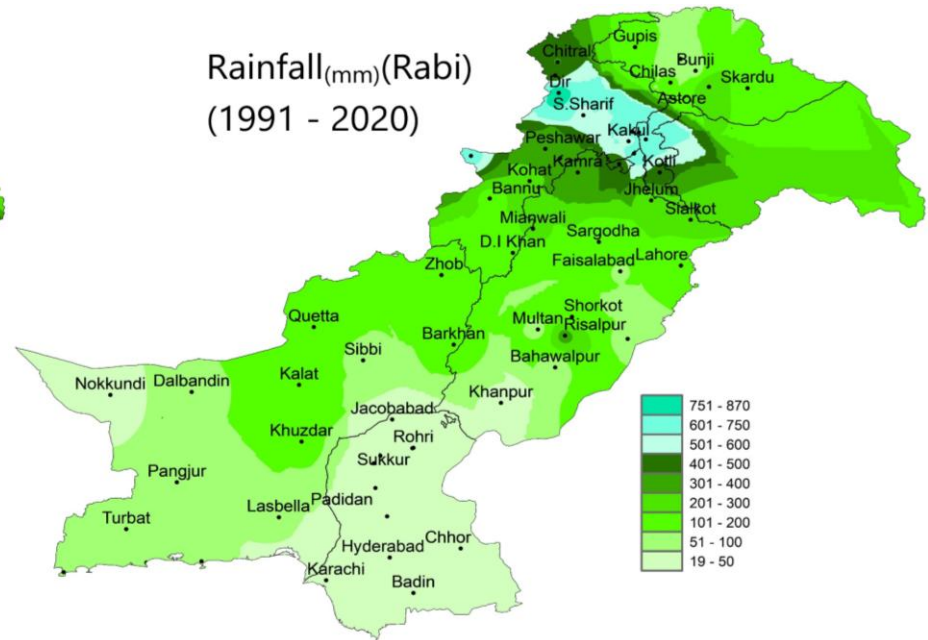 Rainfall(mm)(Rabi)
(1991 - 2020)
Gupis
Chitral
Bunji
Chilas
Skardu
Dir
Astore
S.Sharif
Kakul
Peshawar
Kamra
Kotli
Kohat
Bannu
Jhelum
Sialkot
Mianwali
Sargodha
D.I Khan
Faisalabad
Lahore
Zhob
Shorkot
Quetta
Multan
Risalpur
Barkhan
Sibbi
Bahawalpur
Nokkundi
Dalbandin
Kalat
Khanpur
Jacobabad
Khuzdar
Rohri
Sukkur
Pangjur
Padidan
Lasbella
Turbat
Chhor
Hyderabad
Karachi
Badin
751 - 870
601 - 750
501 - 600
401 - 500
301 - 400
201 - 300
101 - 200
51 - 100
19 - 50